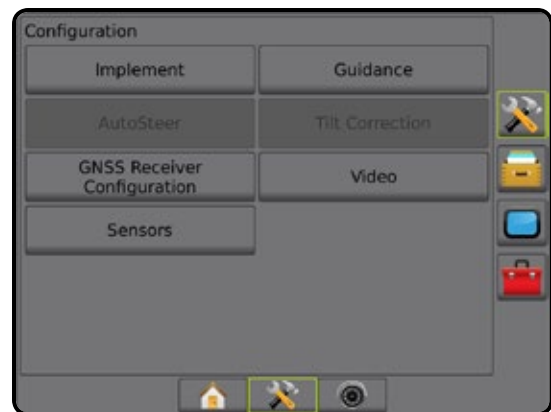 Configuration
Implement
Guidance
AutoSteer
Tilt Correction
GNSS Receiver
Configuration
Video
Sensors